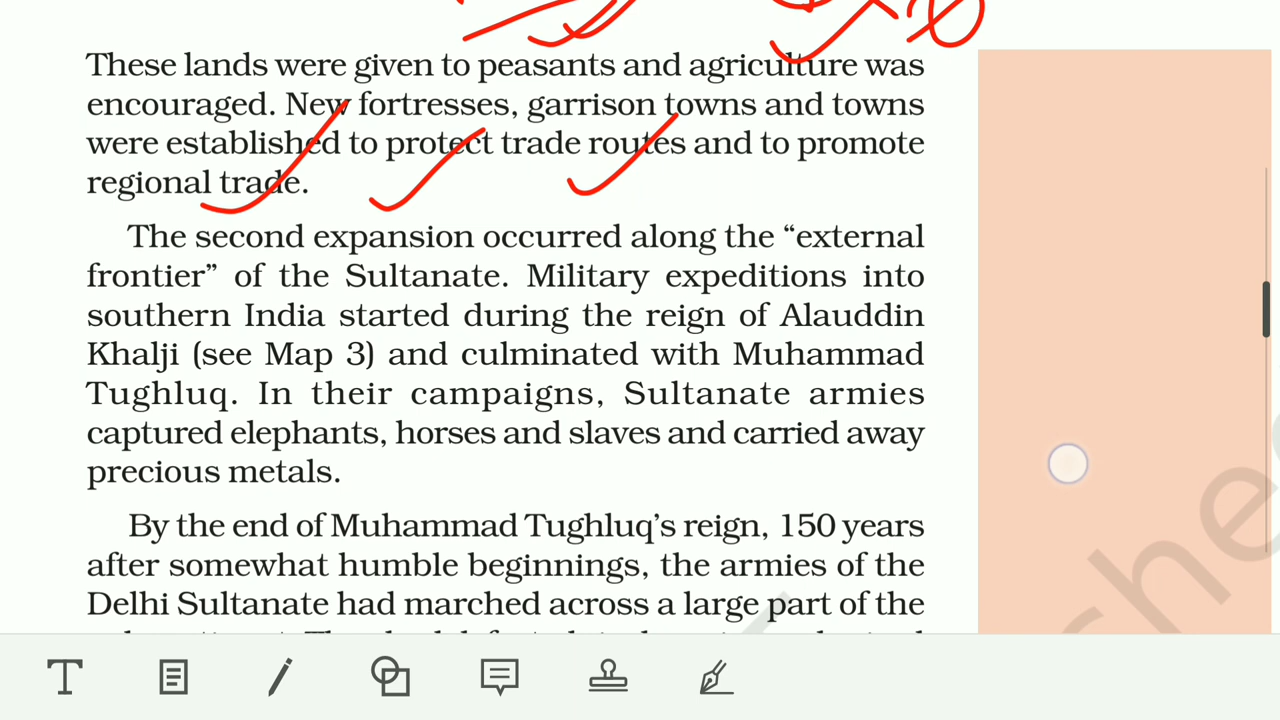 These lands were given to peasants and agriculture was
encouraged. New fortresses, garrison towns and towns
were established to protect trade routes and to promote
regional trade.
The second expansion occurred along the “external
frontier” of the Sultanate. Military expeditions into
southern India started during the reign of Alauddin
Khalji (see Map 3) and culminated with Muhammad
Tughluq. In their campaigns, Sultanate armies
captured elephants, horses and slaves and carried away
precious metals.
By the end of Muhammad Tughluq’s reign, 150 years
after somewhat humble beginnings, the armies of the
Delhi Sultanate had marched across a large part of the